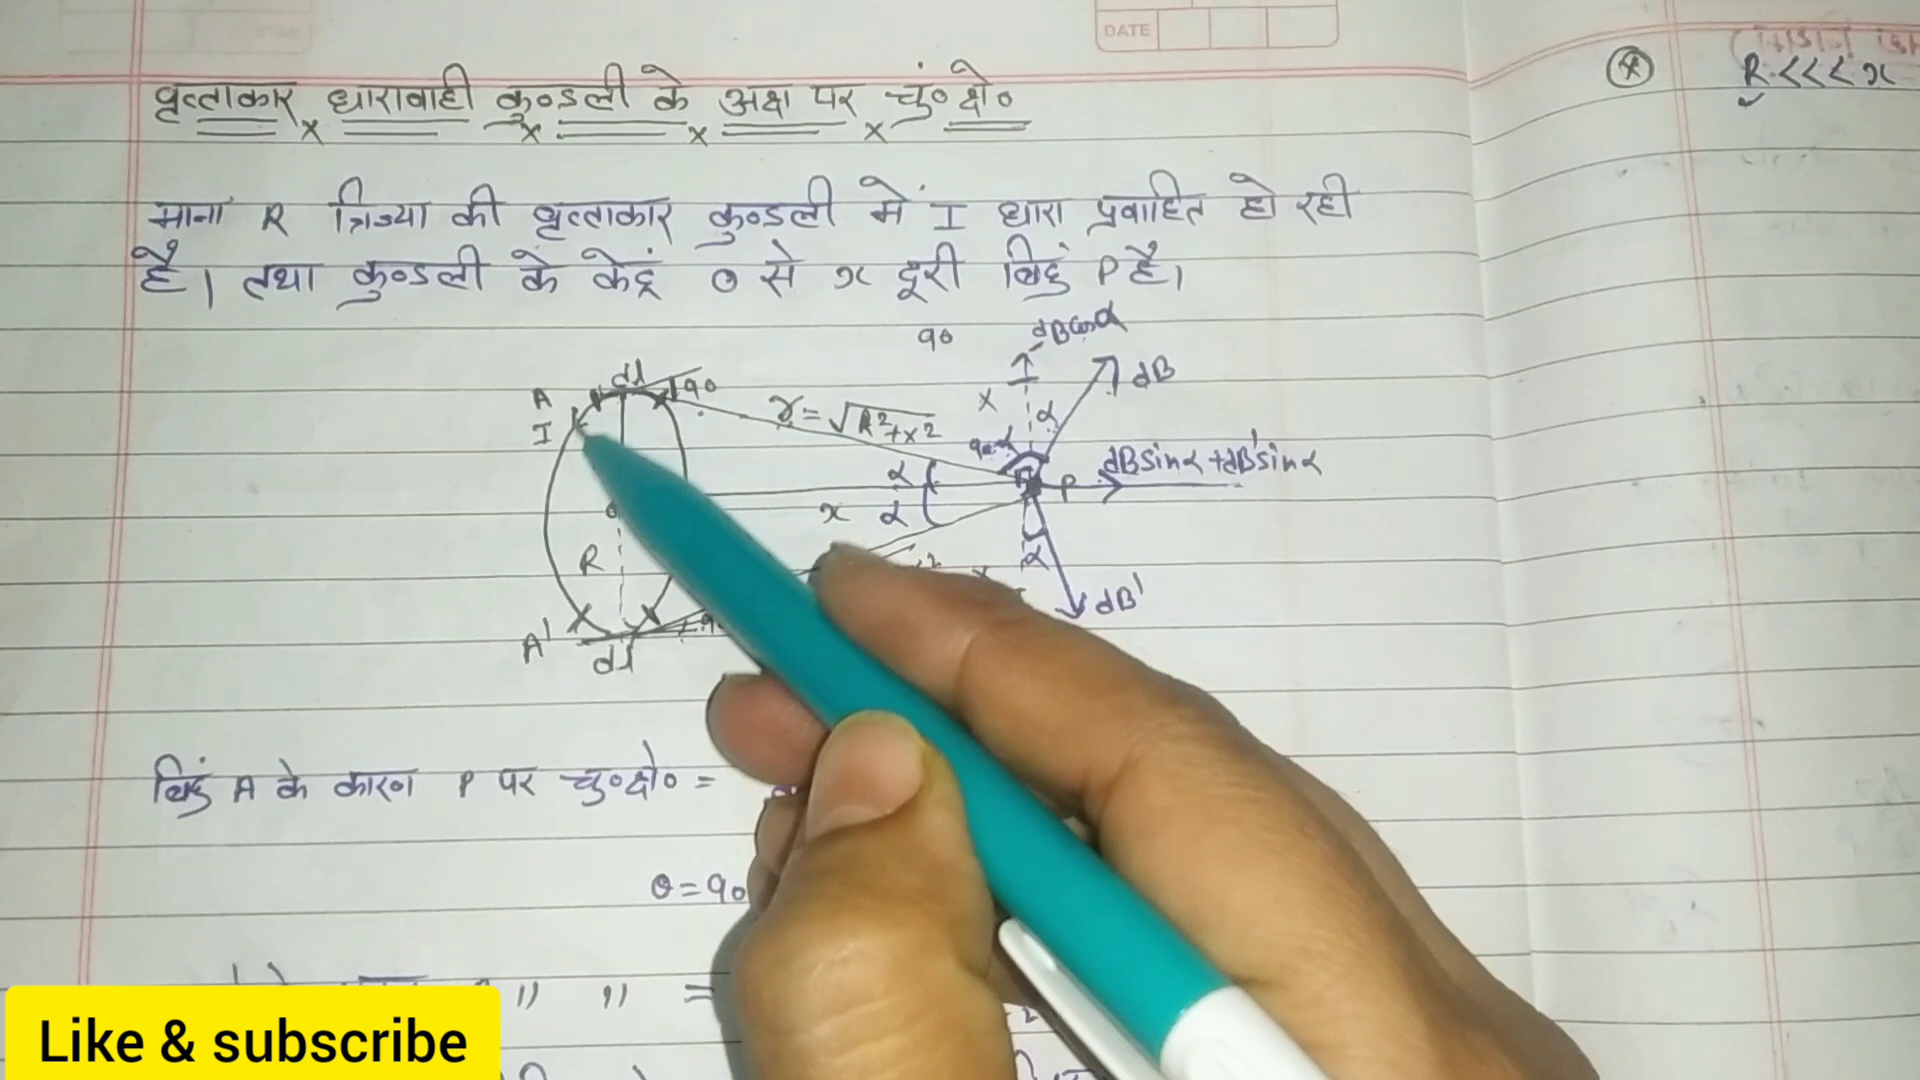 DATE
वृत्ताकार धारावाही कुण्डली के अक्ष पर चुं० क्षे०
R <<< x
माना R त्रिज्या की वृत्ताकार कुण्डली में I धारा प्रवाहित हो रही
है। तथा कुण्डली के केंद्र O से x दूरी बिंदु P है।
90
dBcosα
A
dl
90
I
r = √R²+x²
x
α
dB
90-α
α
dBsinα+dB'sinα
P
x
α
R
α
dB'
A'
dl
बिंदु A के कारण P पर चु०क्षे० =
θ=90
" " =
Like & subscribe